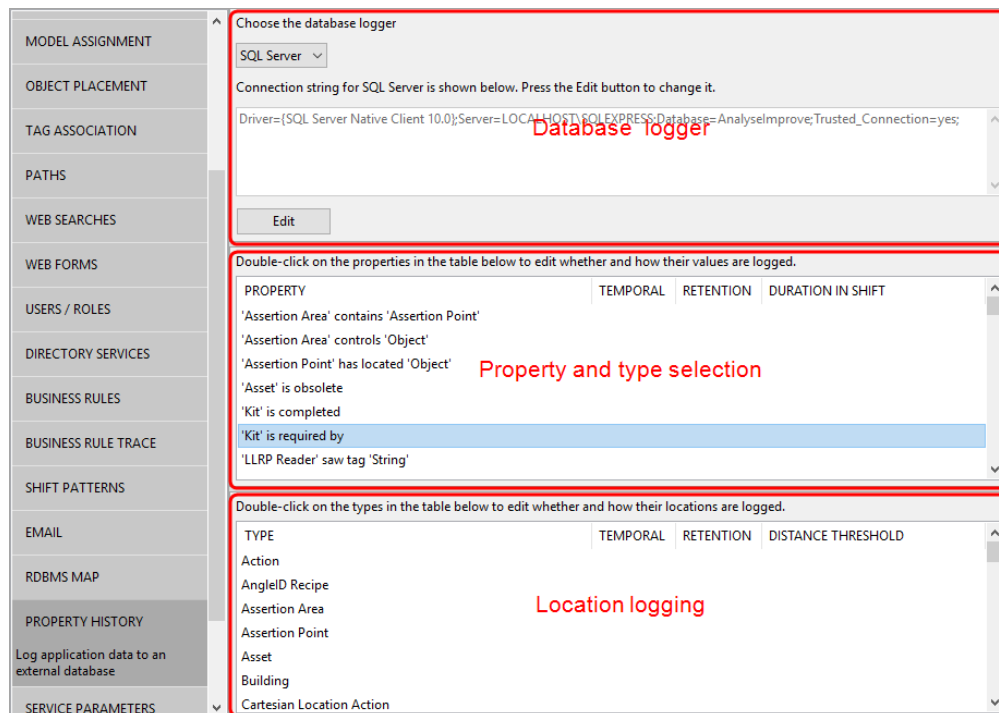 MODEL ASSIGNMENT
OBJECT PLACEMENT
TAG ASSOCIATION
PATHS
WEB SEARCHES
WEB FORMS
USERS / ROLES
DIRECTORY SERVICES
BUSINESS RULES
BUSINESS RULE TRACE
SHIFT PATTERNS
EMAIL
RDBMS MAP
PROPERTY HISTORY
Log application data to an
external database
SERVICE PARAMETERS
Choose the database logger
SQL Server
Connection string for SQL Server is shown below. Press the Edit button to change it.
Driver={SQL Server Native Client 10.0};Server=LOCALHOST\SQLEXPRESS;Database=AnalyseImprove;Trusted_Connection=yes;
Database logger
Edit
Double-click on the properties in the table below to edit whether and how their values are logged.
PROPERTY TEMPORAL RETENTION DURATION IN SHIFT
'Assertion Area' contains 'Assertion Point'
'Assertion Area' controls 'Object'
'Assertion Point' has located 'Object'
Property and type selection
'Asset' is obsolete
'Kit' is completed
'Kit' is required by
'LLRP Reader' saw tag 'String'
Double-click on the types in the table below to edit whether and how their locations are logged.
TYPE TEMPORAL RETENTION DISTANCE THRESHOLD
Action
AngleID Recipe
Assertion Area
Location logging
Assertion Point
Asset
Building
Cartesian Location Action